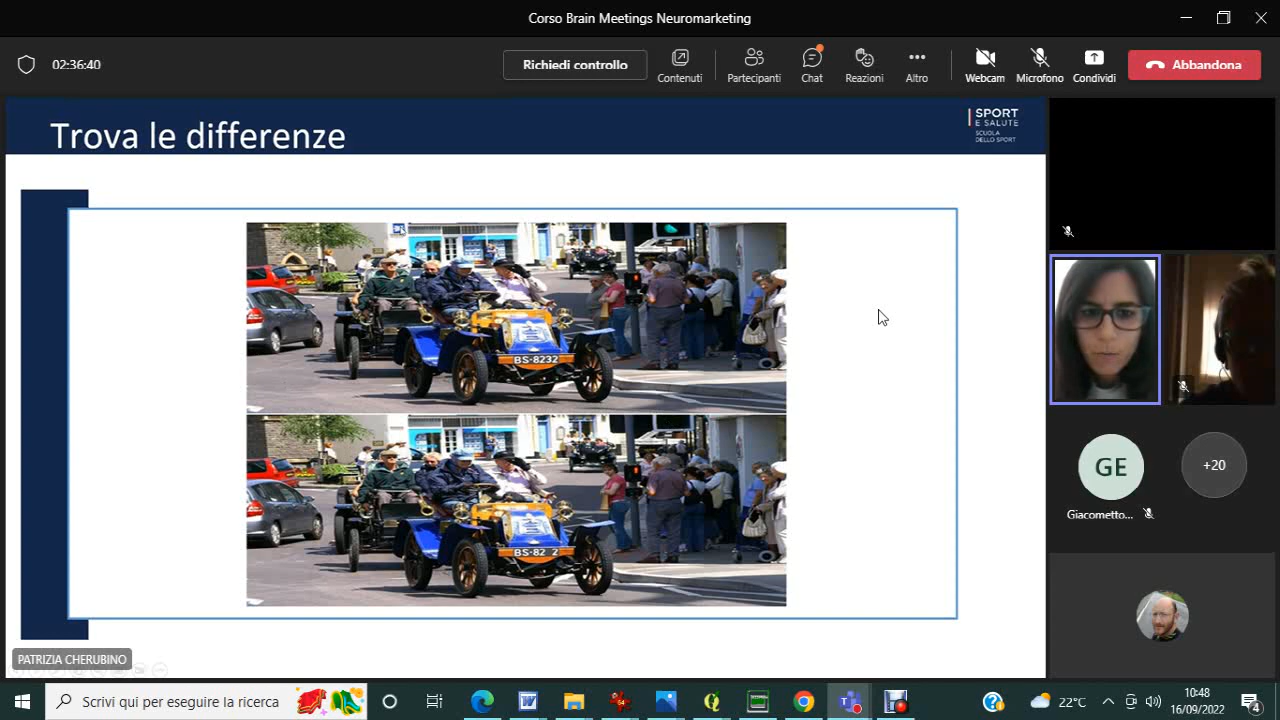 Corso Brain Meetings Neuromarketing
02:36:40
Richiedi controllo
Contenuti
Partecipanti
Chat
Reazioni
Altro
Webcam
Microfono
Condividi
Abbandona
Trova le differenze
SPORT
E SALUTE
SCUOLA
DELLO SPORT
BS-8232
BS-82 2
GE
+20
Giacometto...
PATRIZIA CHERUBINO
Scrivi qui per eseguire la ricerca
22°C
10:48
16/09/2022
4